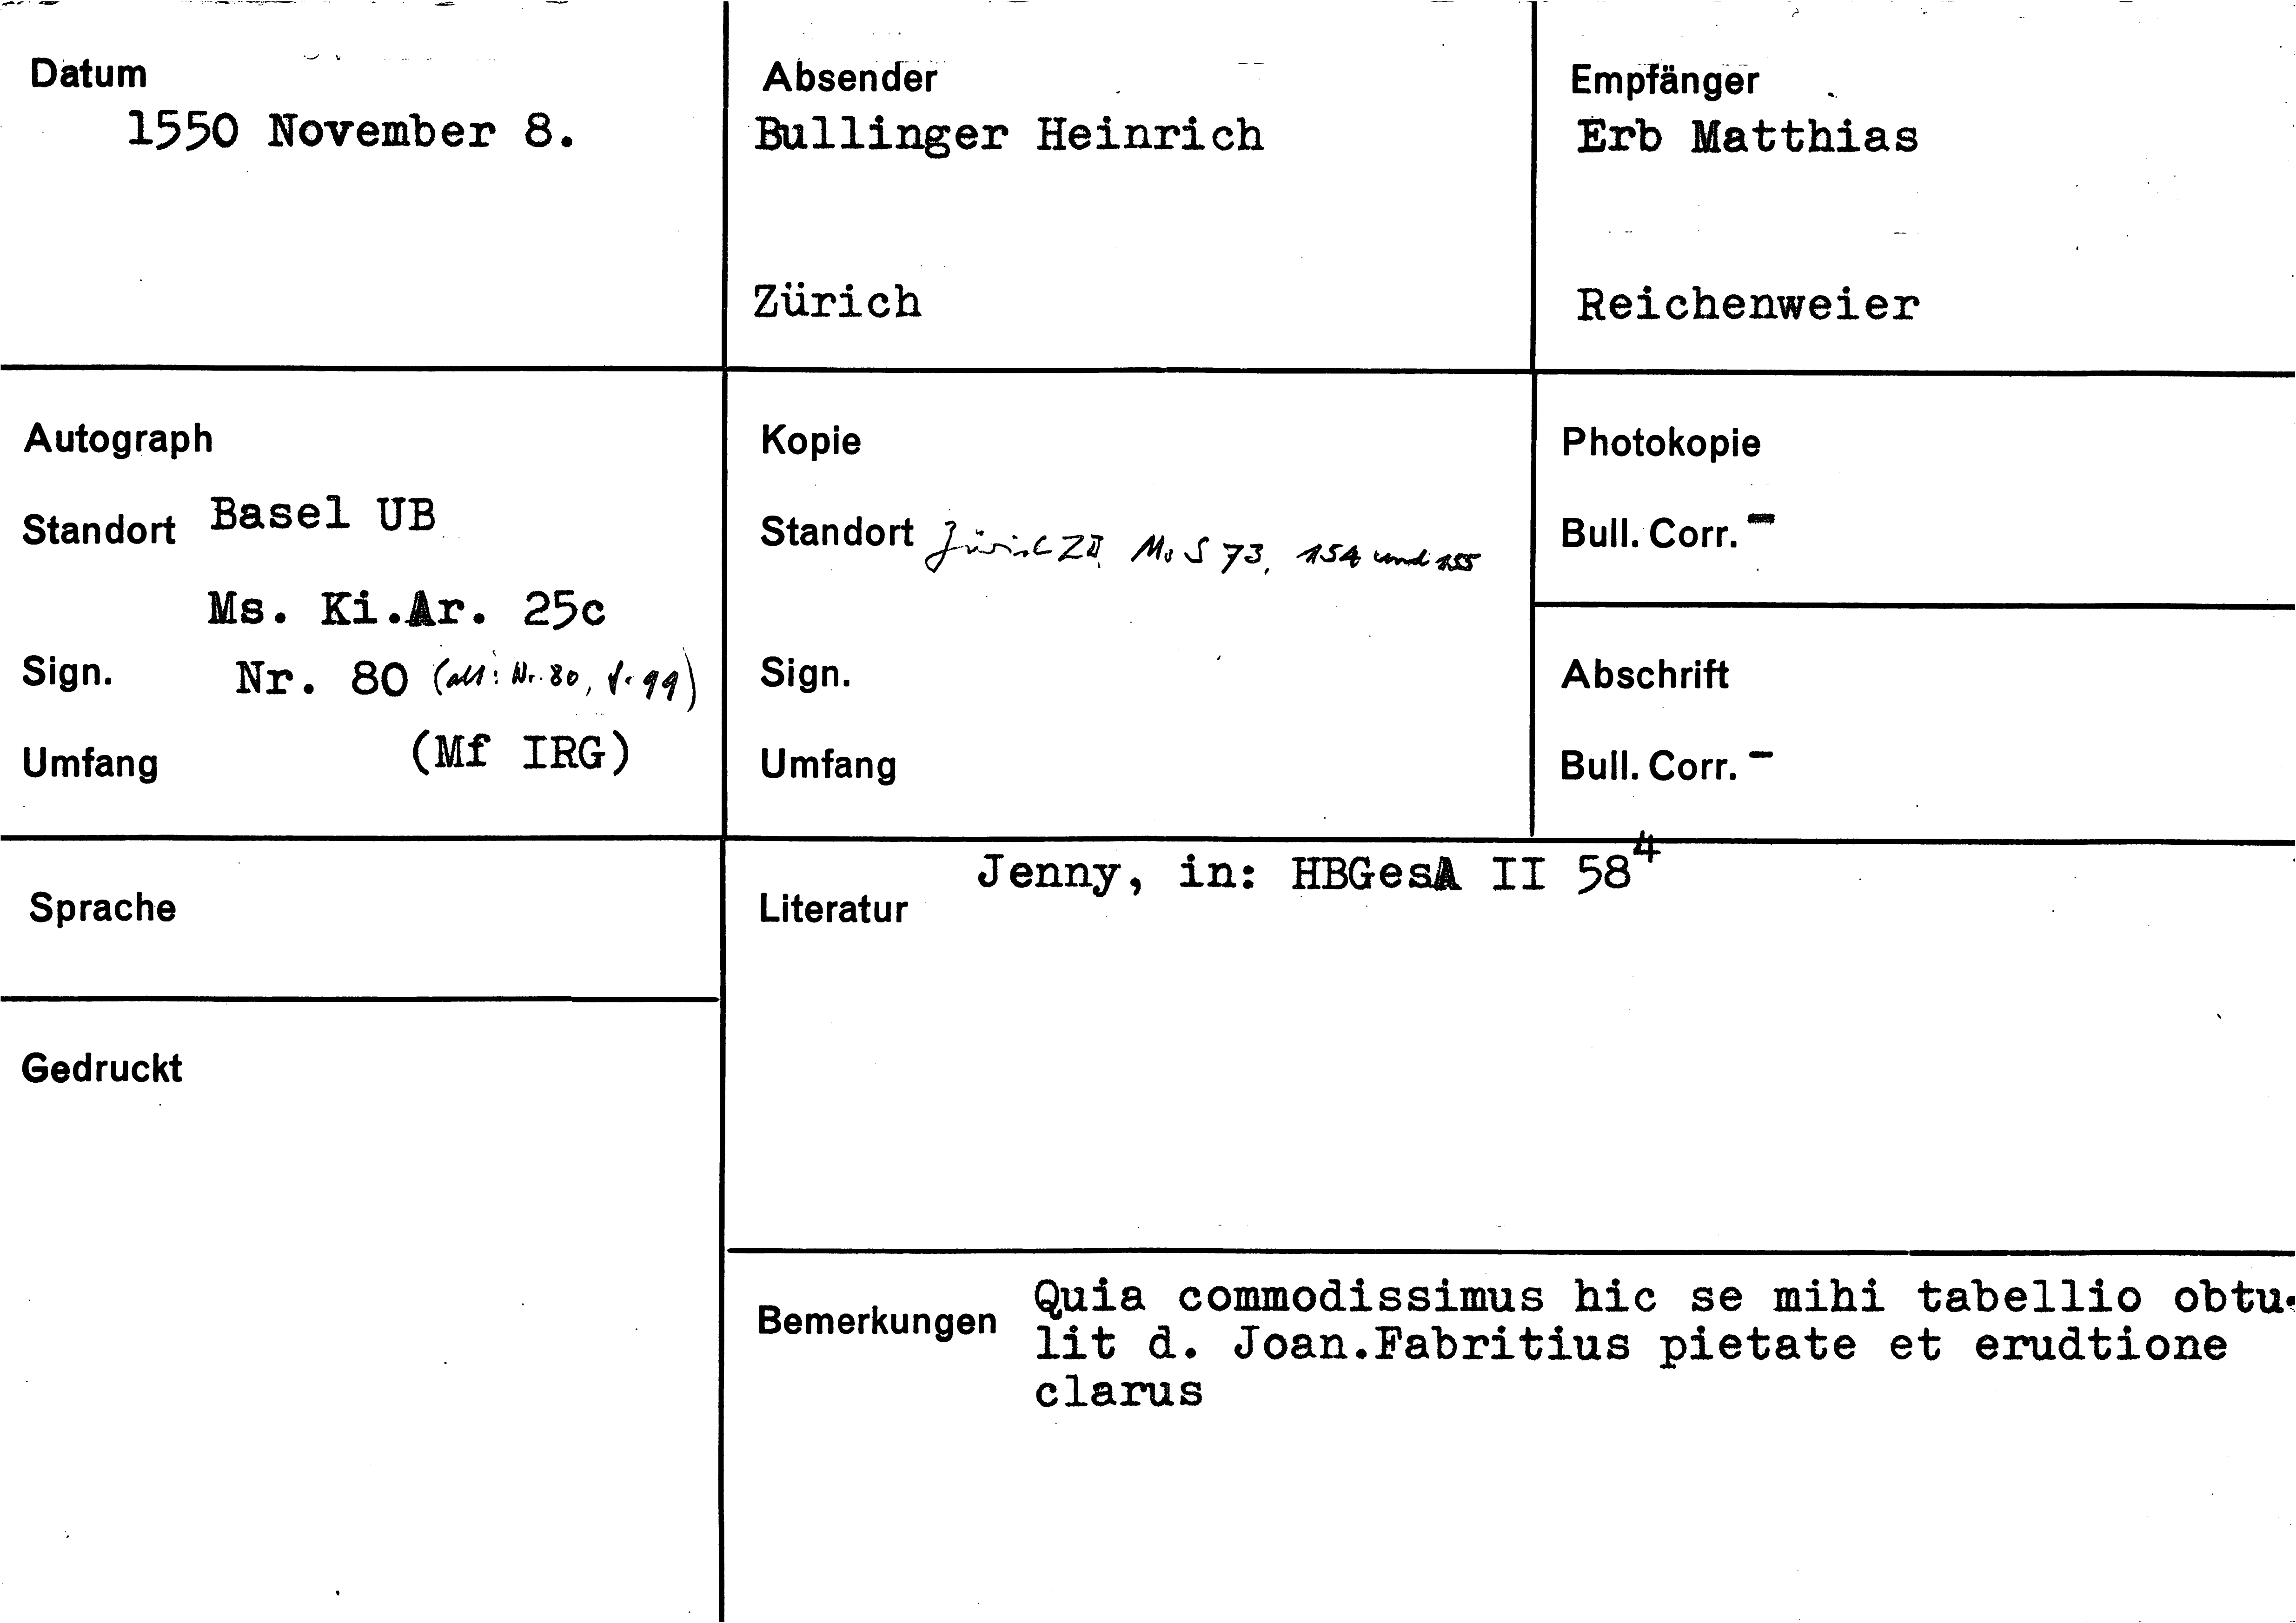 Datum
1550 November 8.
Absender
Bullinger Heinrich
Zürich
Empfänger
Erb Matthias
Reichenweier
Autograph
Standort Basel UB
Ms. Ki.Ar. 25c
Sign. Nr. 80 (alt: Nr. 80, f. 99)
Umfang (Mf IRG)
Kopie
Standort Zürich ZB, Ms S 73, 154 und 155
Sign.
Umfang
Photokopie
Bull. Corr. -
Abschrift
Bull. Corr. -
Sprache
Gedruckt
Jenny, in: HBGesA II 58⁴
Literatur
Bemerkungen
Quia commodissimus hic se mihi tabellio obtu-
lit d. Joan.Fabritius pietate et erudtione
clarus